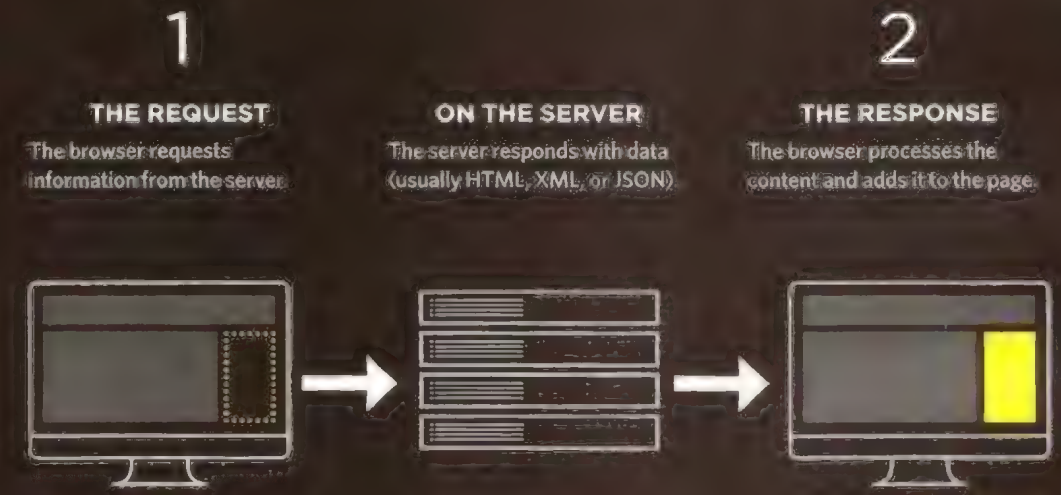 1
THE REQUEST
The browser requests
information from the server.
ON THE SERVER
The server responds with data
(usually HTML, XML, or JSON).
2
THE RESPONSE
The browser processes the
content and adds it to the page.